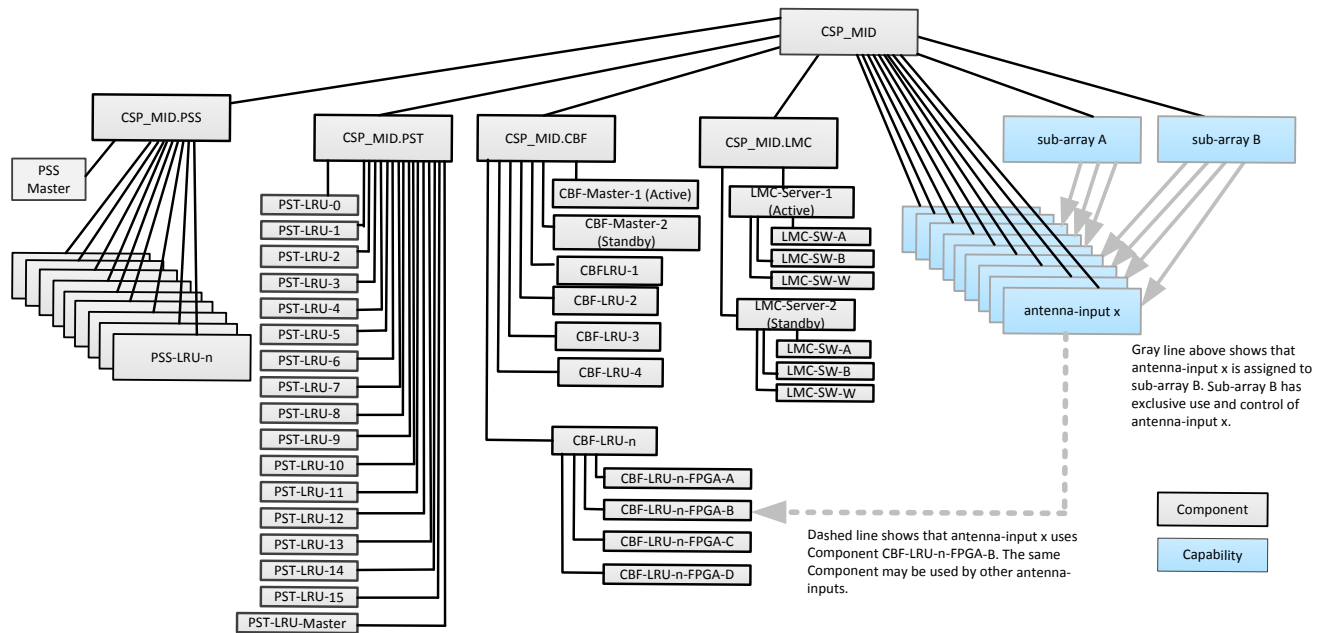 CSP_MID
CSP_MID.PSS
CSP_MID.PST
CSP_MID.CBF
CSP_MID.LMC
sub-array A
sub-array B
PSS
Master
PSS-LRU-n
PST-LRU-0
PST-LRU-1
PST-LRU-2
PST-LRU-3
PST-LRU-4
PST-LRU-5
PST-LRU-6
PST-LRU-7
PST-LRU-8
PST-LRU-9
PST-LRU-10
PST-LRU-11
PST-LRU-12
PST-LRU-13
PST-LRU-14
PST-LRU-15
PST-LRU-Master
CBF-Master-1 (Active)
CBF-Master-2
(Standby)
CBFLRU-1
CBF-LRU-2
CBF-LRU-3
CBF-LRU-4
CBF-LRU-n
CBF-LRU-n-FPGA-A
CBF-LRU-n-FPGA-B
CBF-LRU-n-FPGA-C
CBF-LRU-n-FPGA-D
LMC-Server-1
(Active)
LMC-SW-A
LMC-SW-B
LMC-SW-W
LMC-Server-2
(Standby)
LMC-SW-A
LMC-SW-B
LMC-SW-W
antenna-input x
Gray line above shows that
antenna-input x is assigned to
sub-array B. Sub-array B has
exclusive use and control of
antenna-input x.
Dashed line shows that antenna-input x uses
Component CBF-LRU-n-FPGA-B. The same
Component may be used by other antenna-
inputs.
Component
Capability